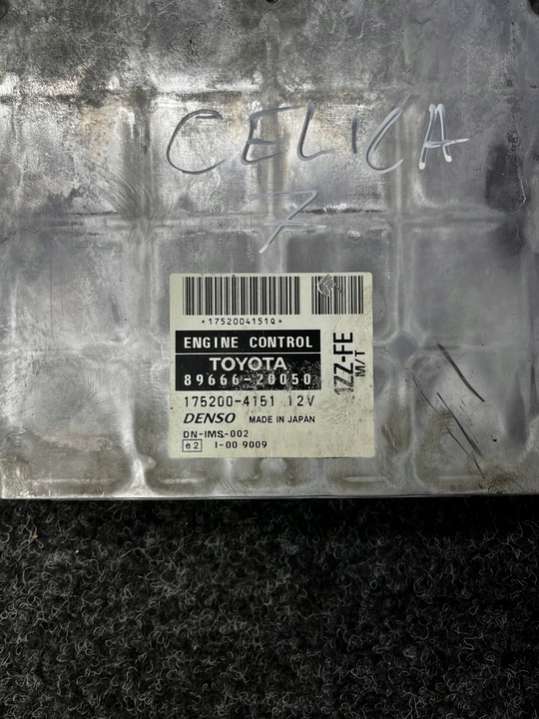 CELICA
7
*1752004151Q*
ENGINE CONTROL
TOYOTA
89666-20050
175200-4151 12V
DENSO MADE IN JAPAN
DN-IMS-002
e2 1-00 9009
1ZZ-FE
M/T